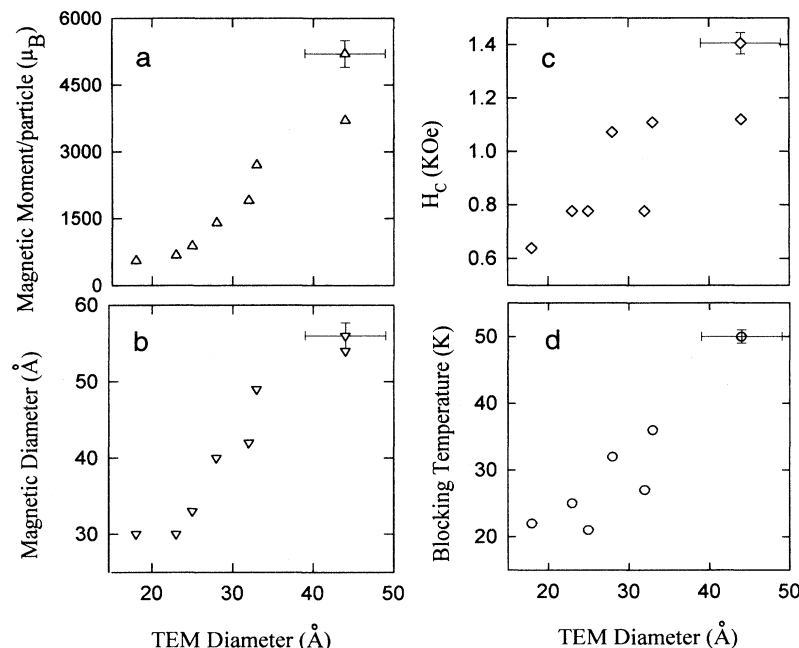 Magnetic Moment/particle (μB)
6000
4500
3000
1500
0
a
Magnetic Diameter (Å)
60
50
40
30
b
20 30 40 50
TEM Diameter (Å)
HC (KOe)
1.4
1.2
1.0
0.8
0.6
c
Blocking Temperature (K)
50
40
30
20
d
20 30 40 50
TEM Diameter (Å)